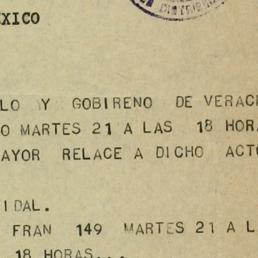 EXICO
LO Y GOBIRENO DE VERAC
O MARTES 21 A LAS 18 HORA
AYOR RELACE A DICHO ACTO
IDAL.
FRAN 149 MARTES 21 A L
18 HORAS...